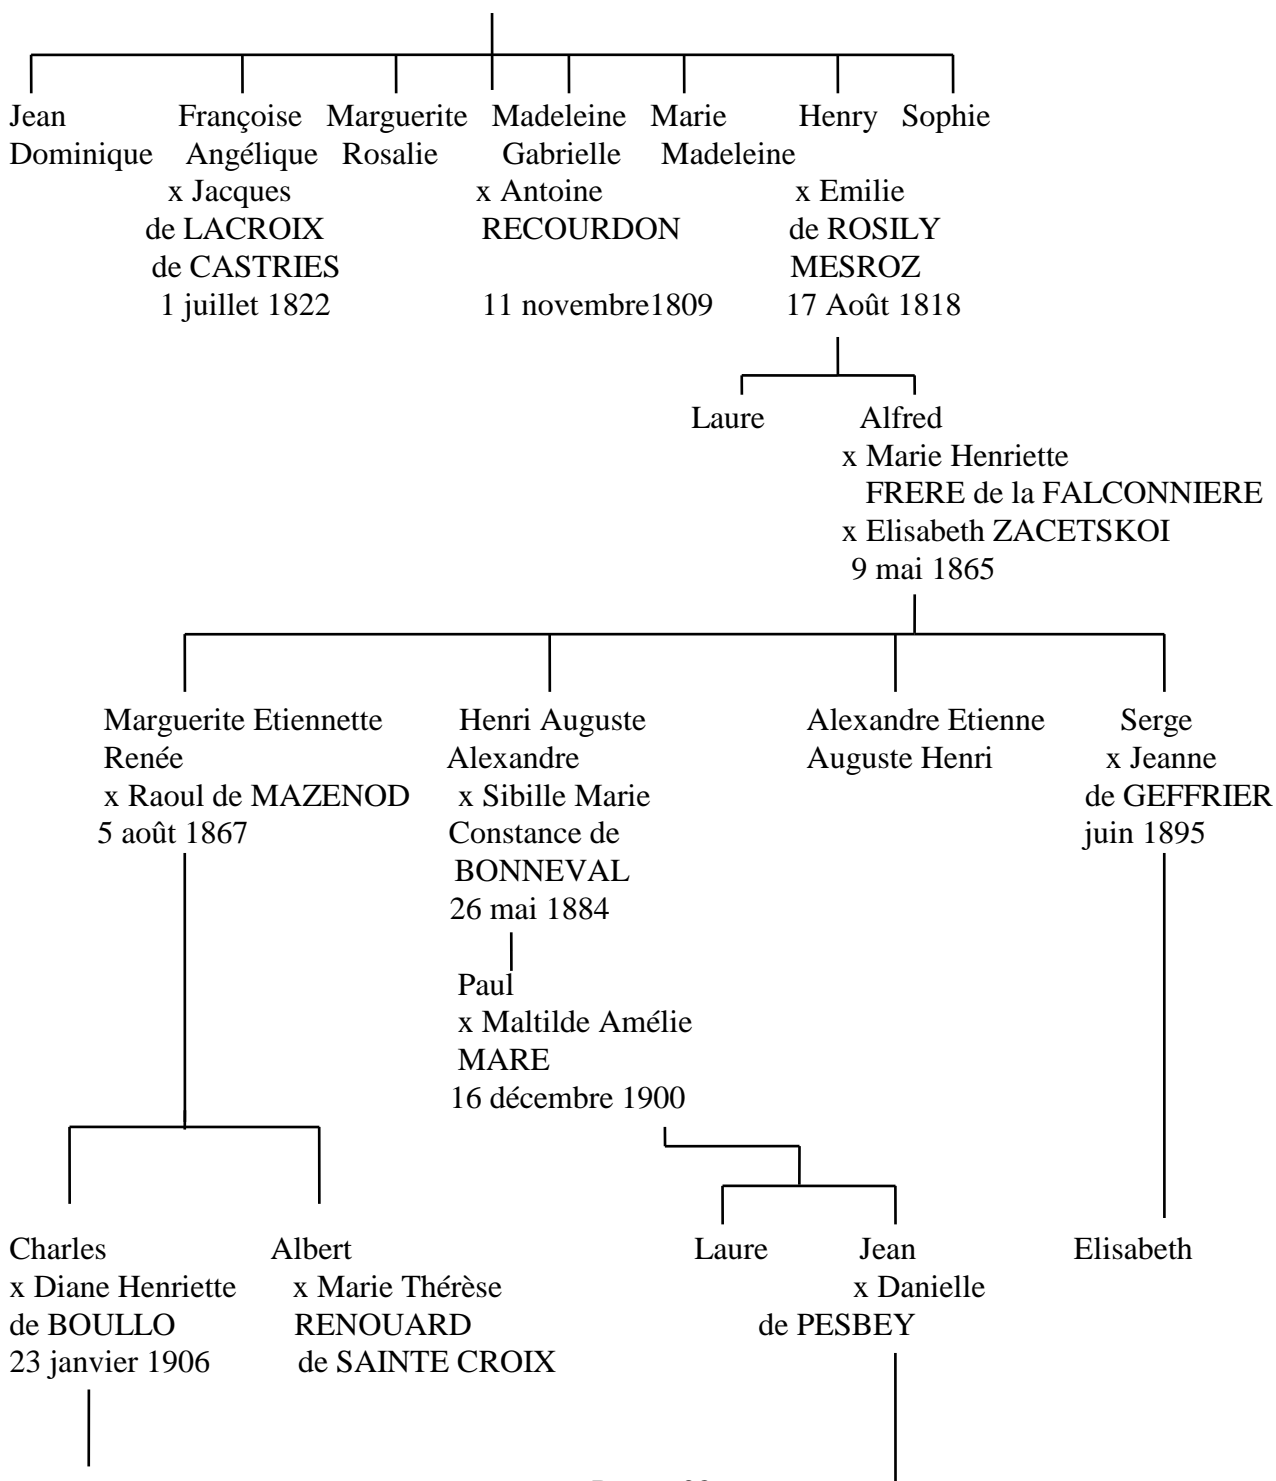 Jean Françoise Marguerite Madeleine Marie Henry Sophie
Dominique Angélique Rosalie Gabrielle Madeleine
x Jacques x Antoine x Emilie
de LACROIX RECOURDON de ROSILY
de CASTRIES MESROZ
1 juillet 1822 11 novembre1809 17 Août 1818
Laure Alfred
x Marie Henriette
FRERE de la FALCONNIERE
x Elisabeth ZACETSKOI
9 mai 1865
Marguerite Etiennette Henri Auguste Alexandre Etienne Serge
Renée Alexandre Auguste Henri x Jeanne
x Raoul de MAZENOD x Sibille Marie de GEFFRIER
5 août 1867 Constance de juin 1895
BONNEVAL
26 mai 1884
Paul
x Maltilde Amélie
MARE
16 décembre 1900
Charles Albert Laure Jean Elisabeth
x Diane Henriette x Marie Thérèse x Danielle
de BOULLO RENOUARD de PESBEY
23 janvier 1906 de SAINTE CROIX